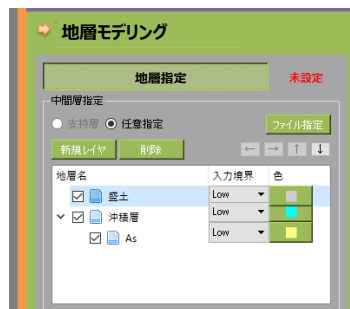 地層モデリング
地層指定 未設定
中間層指定
支持層 任意指定 ファイル指定
新規レイヤ 削除 ← → ↑ ↓
地層名 入力境界 色
盛土 Low
沖積層 Low
As Low